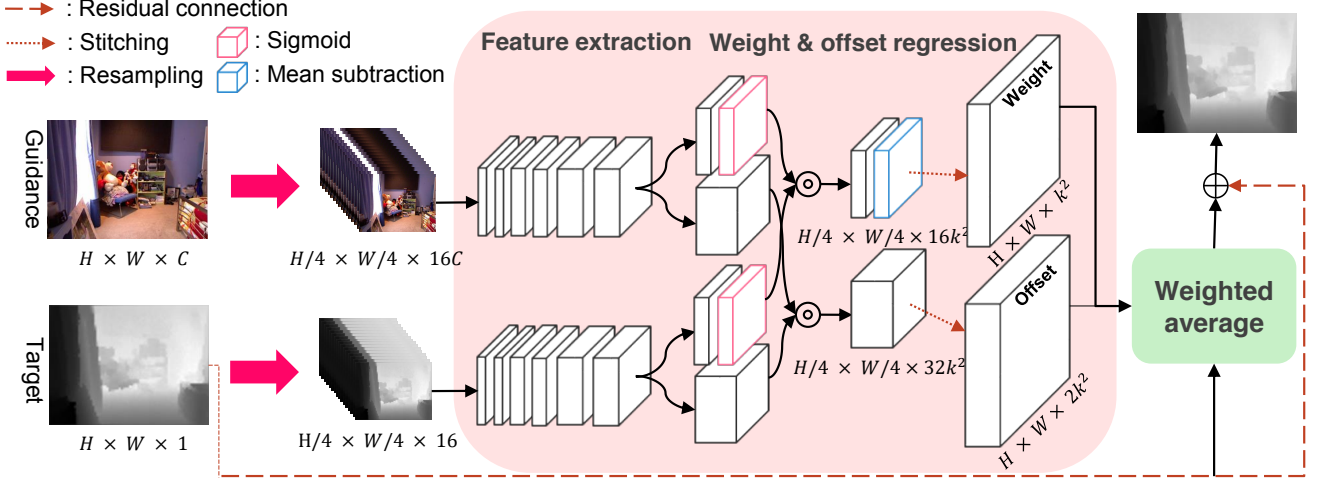 : Residual connection
: Stitching
: Sigmoid
: Resampling
: Mean subtraction
Feature extraction
Weight & offset regression
Guidance
H × W × C
H/4 × W/4 × 16C
Weight
H/4 × W/4 × 16k²
H × W × k²
Target
H × W × 1
H/4 × W/4 × 16
H/4 × W/4 × 32k²
Offset
H × W × 2k²
Weighted
average